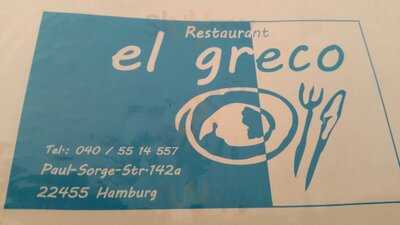 Restaurant
el greco
Tel.: 040 / 55 14 557
Paul-Sorge-Str-142a
22455 Hamburg